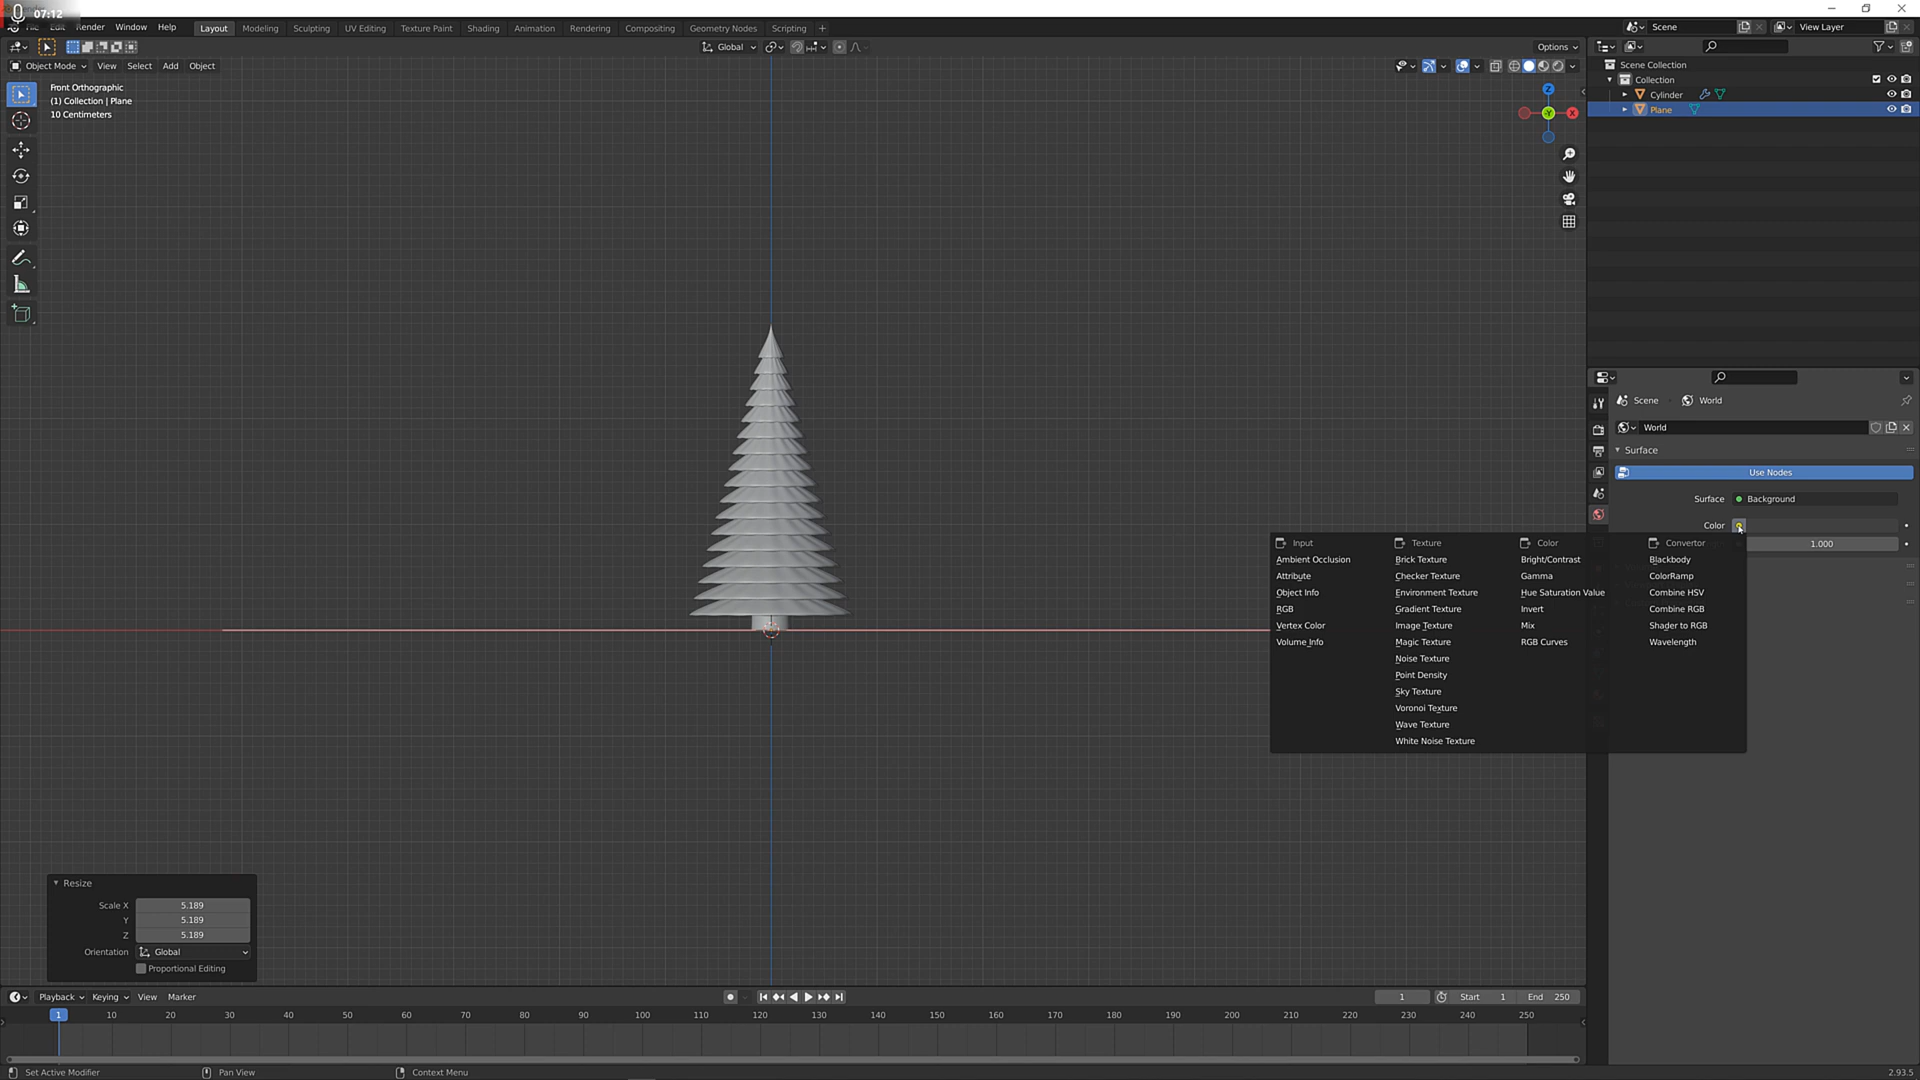 07:12
File Edit Render Window Help
Layout Modeling Sculpting UV Editing Texture Paint Shading Animation Rendering Compositing Geometry Nodes Scripting +
Scene View Layer
Global Options
Object Mode View Select Add Object
Front Orthographic
(1) Collection | Plane
10 Centimeters
Z
Y
X
Scene Collection
Collection
Cylinder
Plane
Scene World
World
Surface
Use Nodes
Surface Background
Color
1.000
Input Texture Color Convertor
Ambient Occlusion Brick Texture Bright/Contrast Blackbody
Attribute Checker Texture Gamma ColorRamp
Object Info Environment Texture Hue Saturation Value Combine HSV
RGB Gradient Texture Invert Combine RGB
Vertex Color Image Texture Mix Shader to RGB
Volume Info Magic Texture RGB Curves Wavelength
Noise Texture
Point Density
Sky Texture
Voronoi Texture
Wave Texture
White Noise Texture
Resize
Scale X 5.189
Y 5.189
Z 5.189
Orientation Global
Proportional Editing
Playback Keying View Marker
1 Start 1 End 250
1 10 20 30 40 50 60 70 80 90 100 110 120 130 140 150 160 170 180 190 200 210 220 230 240 250
Set Active Modifier Pan View Context Menu 2.93.5